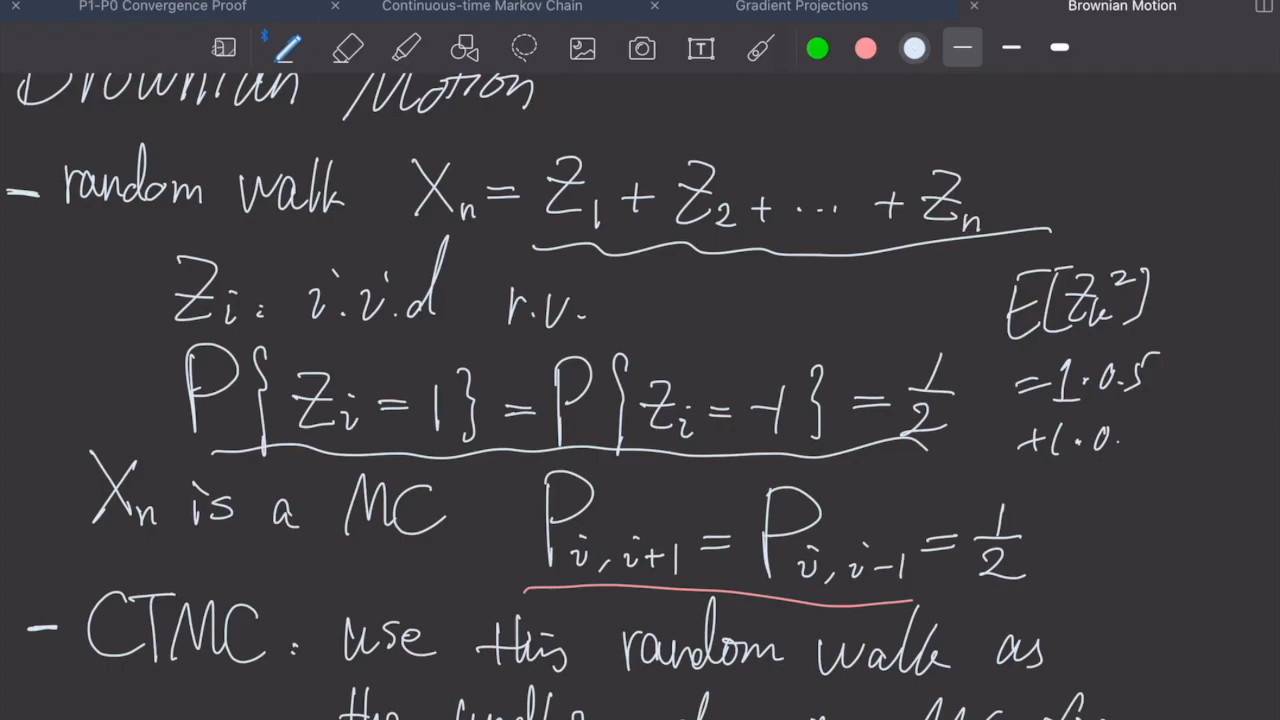 P1-P0 Convergence Proof
Continuous-time Markov Chain
Gradient Projections
Brownian Motion
Brownian Motion
- random walk Xn = Z1 + Z2 + ... + Zn
Zi : i.i.d r.v.
P{Zi = 1} = P{Zi = -1} = 1/2
E[Zk²]
= 1·0.5
+1·0.
Xn is a MC Pi,i+1 = Pi,i-1 = 1/2
- CTMC : use this random walk as
the